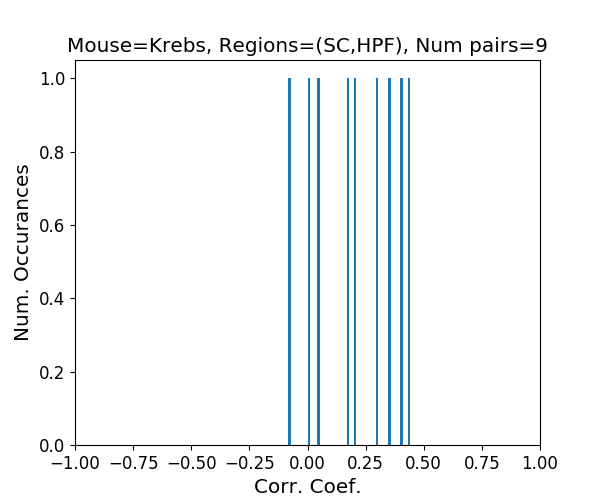 Mouse=Krebs, Regions=(SC,HPF), Num pairs=9
1.0
0.8
0.6
0.4
0.2
0.0
Num. Occurances
−1.00 −0.75 −0.50 −0.25 0.00 0.25 0.50 0.75 1.00
Corr. Coef.